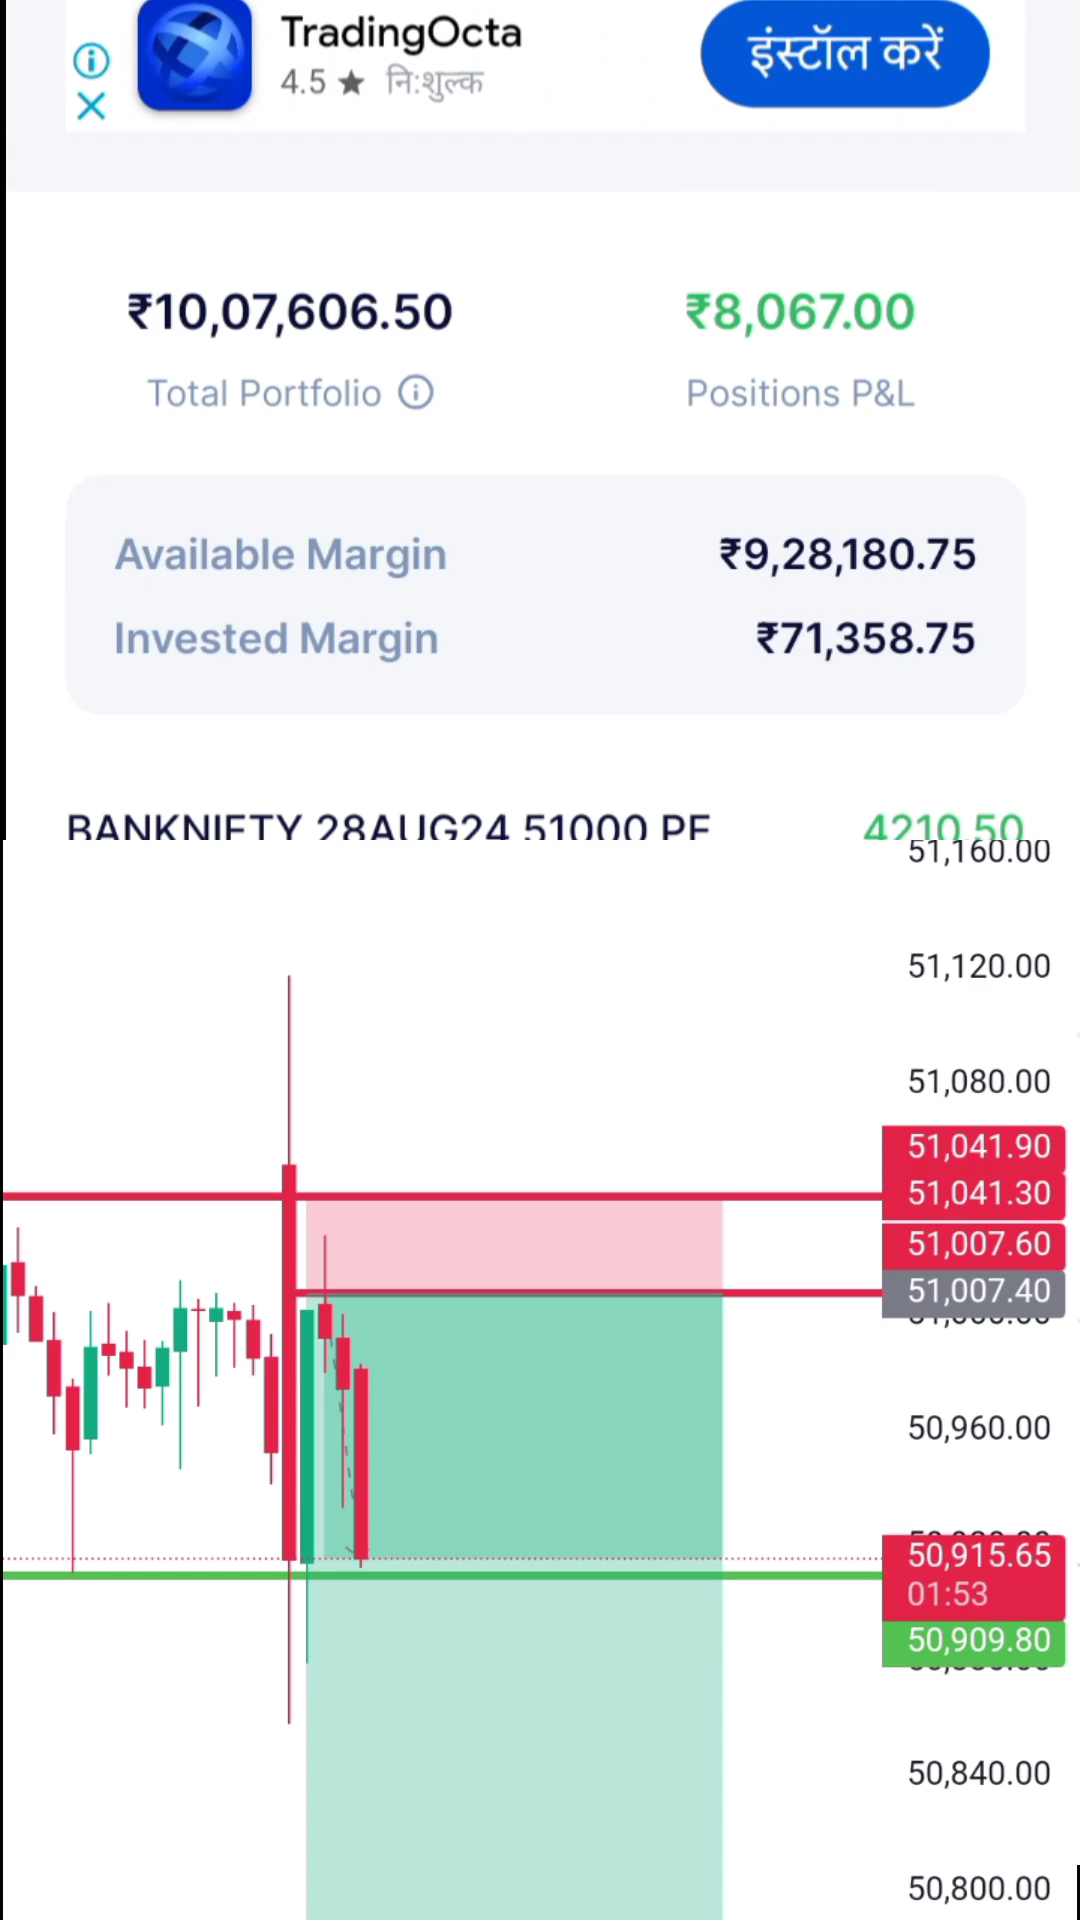 TradingOcta
4.5 ★ नि:शुल्क
इंस्टॉल करें
₹10,07,606.50
₹8,067.00
Total Portfolio
Positions P&L
Available Margin
₹9,28,180.75
Invested Margin
₹71,358.75
BANKNIFTY 28AUG24 51000 PE
4210.50
51,160.00
51,120.00
51,080.00
51,041.90
51,041.30
51,007.60
51,007.40
50,960.00
50,915.65
01:53
50,909.80
50,840.00
50,800.00